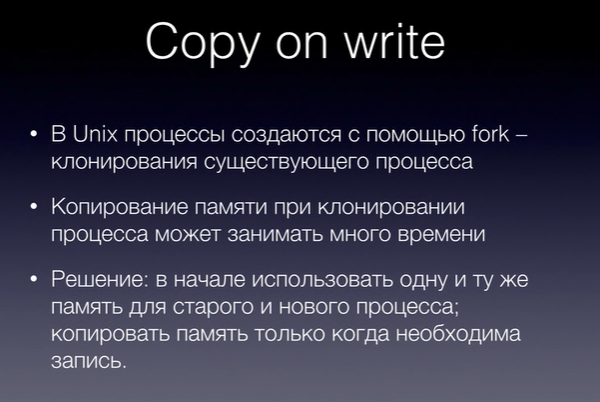 Copy on write
• В Unix процессы создаются с помощью fork –
клонирования существующего процесса
• Копирование памяти при клонировании
процесса может занимать много времени
• Решение: в начале использовать одну и ту же
память для старого и нового процесса;
копировать память только когда необходима
запись.